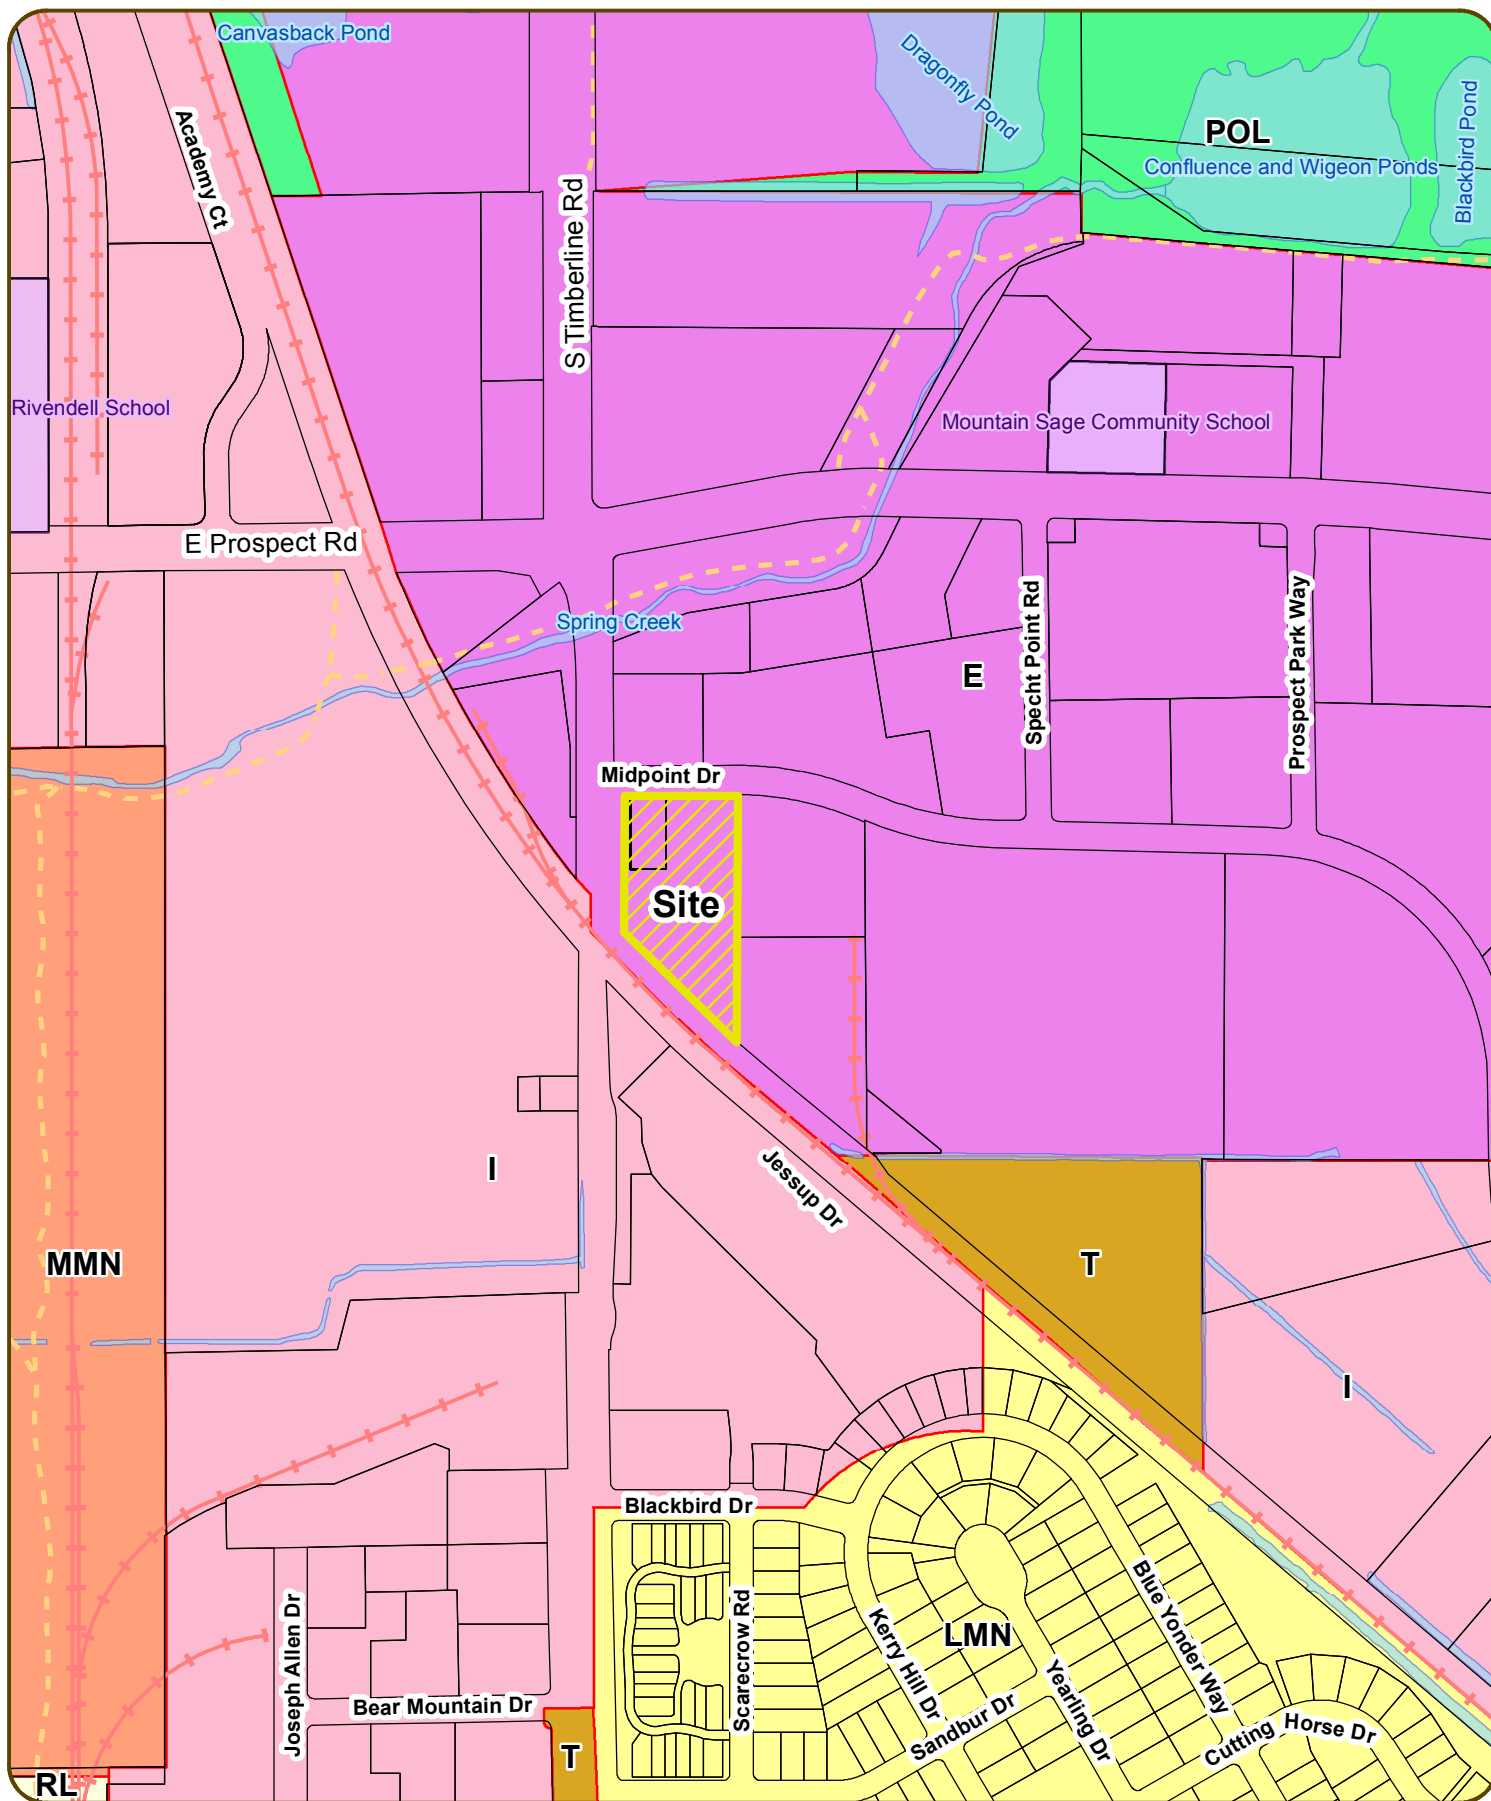 Canvasback Pond
Dragonfly Pond
POL
Confluence and Wigeon Ponds
Blackbird Pond
Academy Ct
S Timberline Rd
Rivendell School
Mountain Sage Community School
E Prospect Rd
Spring Creek
E
Specht Point Rd
Prospect Park Way
Midpoint Dr
Site
Jessup Dr
I
MMN
T
I
Blackbird Dr
Scarecrow Rd
Kerry Hill Dr
LMN
Blue Yonder Way
Joseph Allen Dr
Bear Mountain Dr
Sandbur Dr
Yearling Dr
Cutting Horse Dr
T
RL